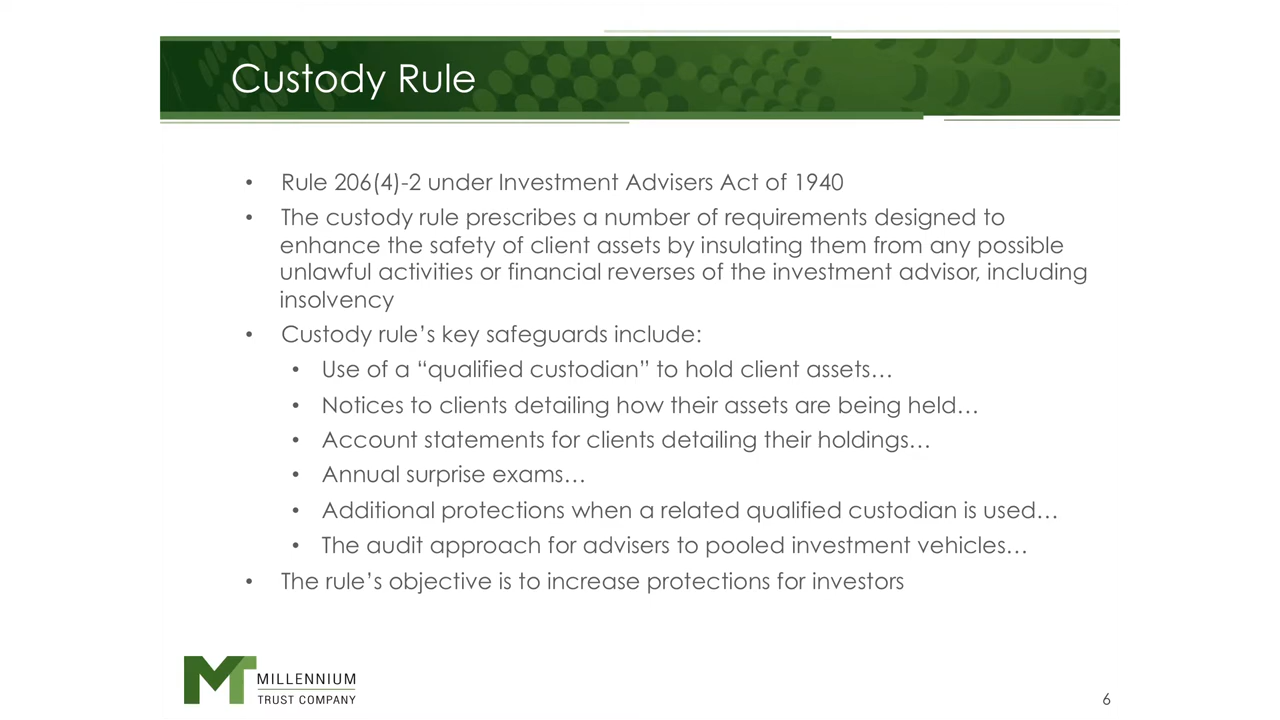 Custody Rule
• Rule 206(4)-2 under Investment Advisers Act of 1940
• The custody rule prescribes a number of requirements designed to
enhance the safety of client assets by insulating them from any possible
unlawful activities or financial reverses of the investment advisor, including
insolvency
• Custody rule’s key safeguards include:
• Use of a “qualified custodian” to hold client assets…
• Notices to clients detailing how their assets are being held…
• Account statements for clients detailing their holdings…
• Annual surprise exams…
• Additional protections when a related qualified custodian is used…
• The audit approach for advisers to pooled investment vehicles…
• The rule’s objective is to increase protections for investors
MT
MILLENNIUM
TRUST COMPANY
6